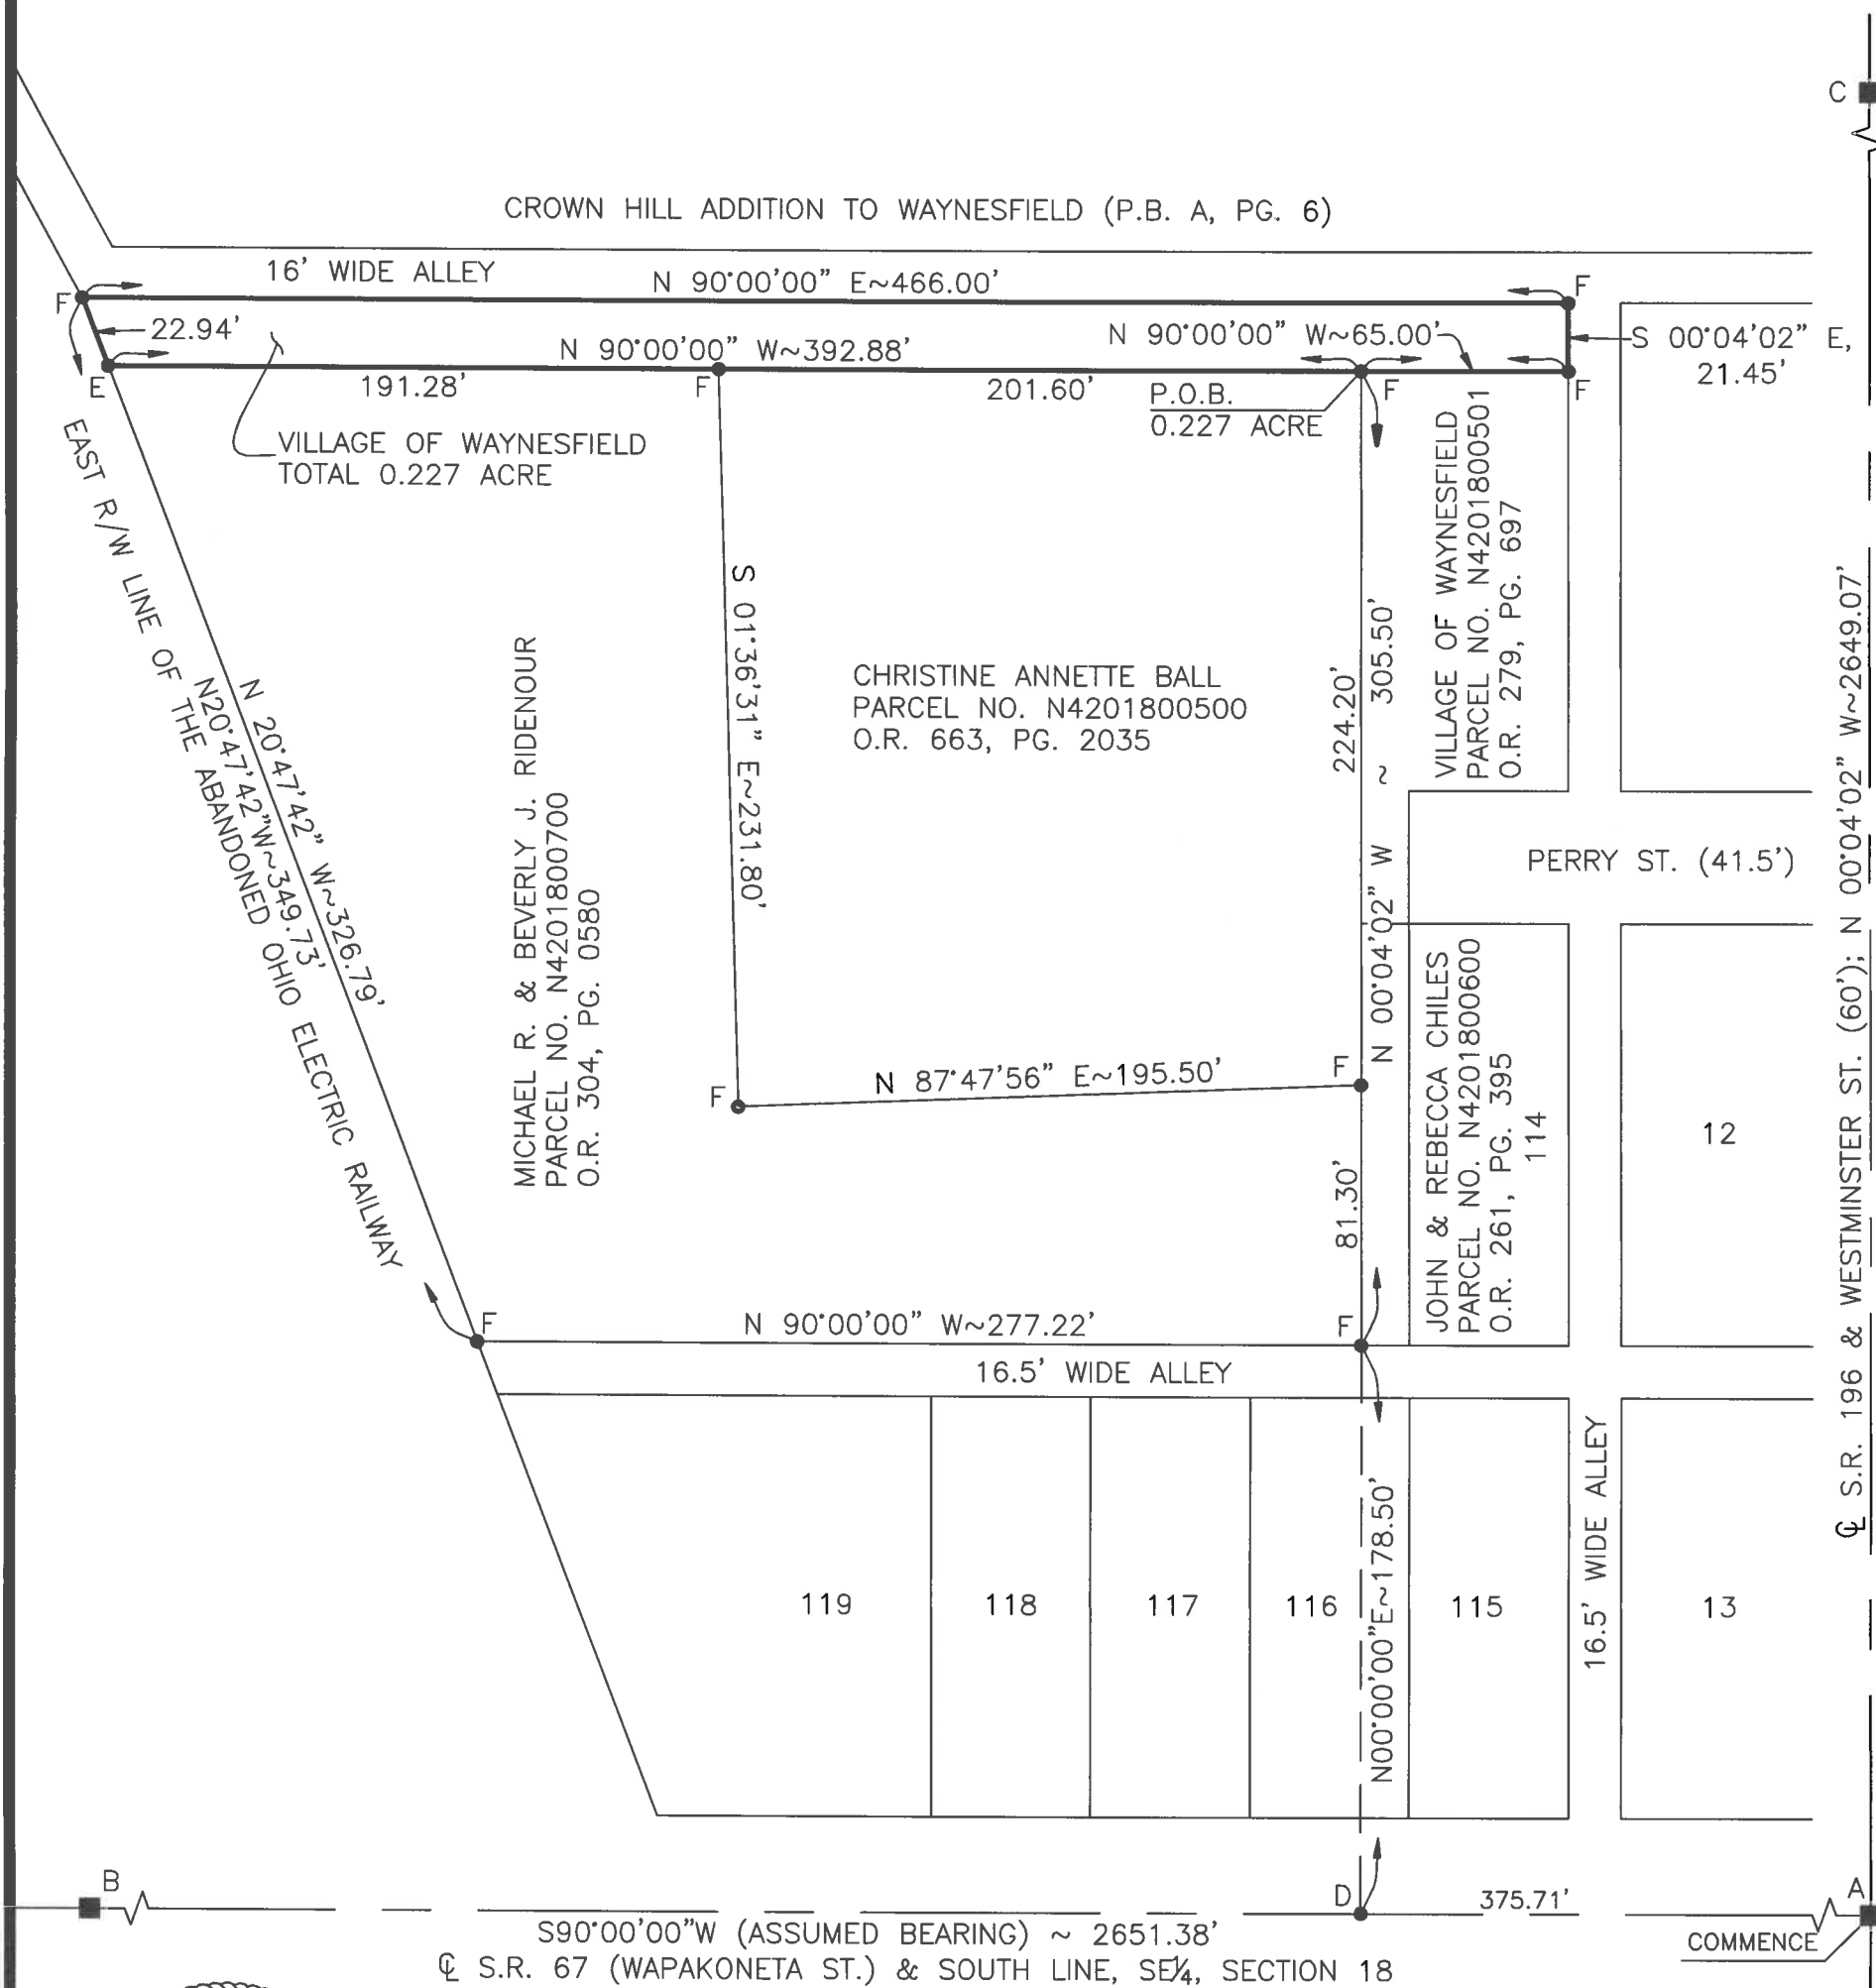 C
CROWN HILL ADDITION TO WAYNESFIELD (P.B. A, PG. 6)
16' WIDE ALLEY
N 90°00'00" E~466.00'
F
F
22.94'
N 90°00'00" W~392.88'
N 90°00'00" W~65.00'
S 00°04'02" E,
21.45'
E
191.28'
F
201.60'
P.O.B.
0.227 ACRE
F
F
VILLAGE OF WAYNESFIELD
TOTAL 0.227 ACRE
EAST R/W LINE OF THE ABANDONED OHIO ELECTRIC RAILWAY
N20°47'42"W~349.73'
N 20°47'42" W~326.79'
MICHAEL R. & BEVERLY J. RIDENOUR
PARCEL NO. N4201800700
O.R. 304, PG. 0580
S 01°36'31" E~231.80'
CHRISTINE ANNETTE BALL
PARCEL NO. N4201800500
O.R. 663, PG. 2035
224.20'
N 00°04'02" W ~ 305.50'
VILLAGE OF WAYNESFIELD
PARCEL NO. N4201800501
O.R. 279, PG. 697
PERRY ST. (41.5')
℄ S.R. 196 & WESTMINSTER ST. (60'); N 00°04'02" W~2649.07'
F
N 87°47'56" E~195.50'
F
81.30'
JOHN & REBECCA CHILES
PARCEL NO. N4201800600
O.R. 261, PG. 395
114
12
F
N 90°00'00" W~277.22'
F
16.5' WIDE ALLEY
119
118
117
116
N00°00'00"E~178.50'
115
16.5' WIDE ALLEY
13
B
D
375.71'
A
COMMENCE
S90°00'00"W (ASSUMED BEARING) ~ 2651.38'
℄ S.R. 67 (WAPAKONETA ST.) & SOUTH LINE, SE¼, SECTION 18